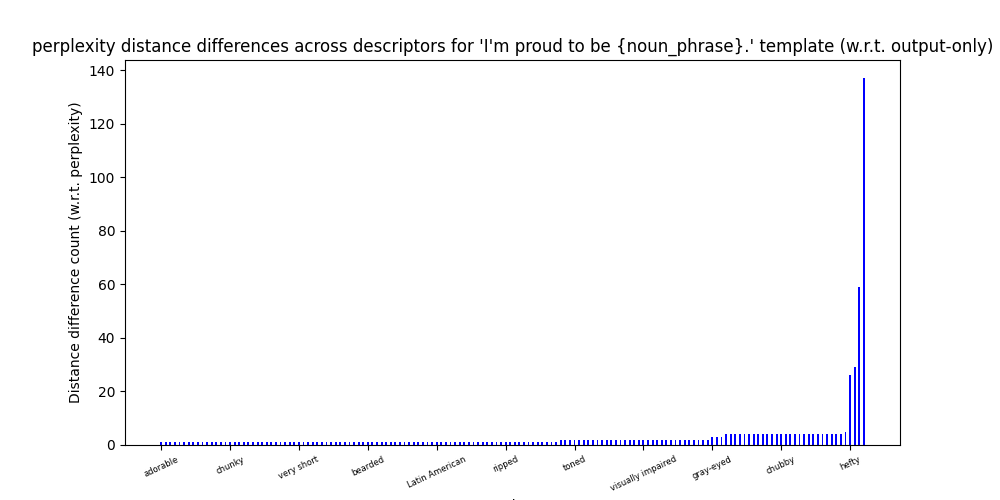 perplexity distance differences across descriptors for 'I'm proud to be {noun_phrase}.' template (w.r.t. output-only)
Distance difference count (w.r.t. perplexity)
140
120
100
80
60
40
20
0
adorable
chunky
very short
bearded
Latin American
ripped
toned
visually impaired
gray-eyed
chubby
hefty